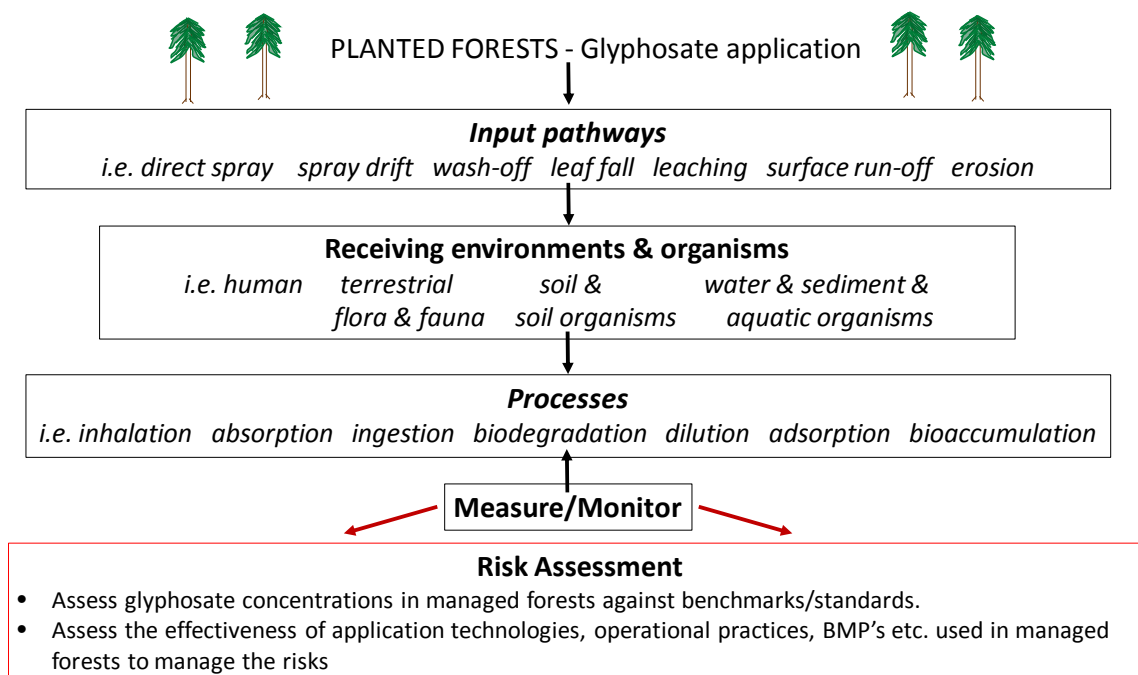 PLANTED FORESTS - Glyphosate application
Input pathways
i.e. direct spray spray drift wash-off leaf fall leaching surface run-off erosion
Receiving environments & organisms
i.e. human terrestrial soil & water & sediment &
flora & fauna soil organisms aquatic organisms
Processes
i.e. inhalation absorption ingestion biodegradation dilution adsorption bioaccumulation
Measure/Monitor
Risk Assessment
• Assess glyphosate concentrations in managed forests against benchmarks/standards.
• Assess the effectiveness of application technologies, operational practices, BMP's etc. used in managed
forests to manage the risks